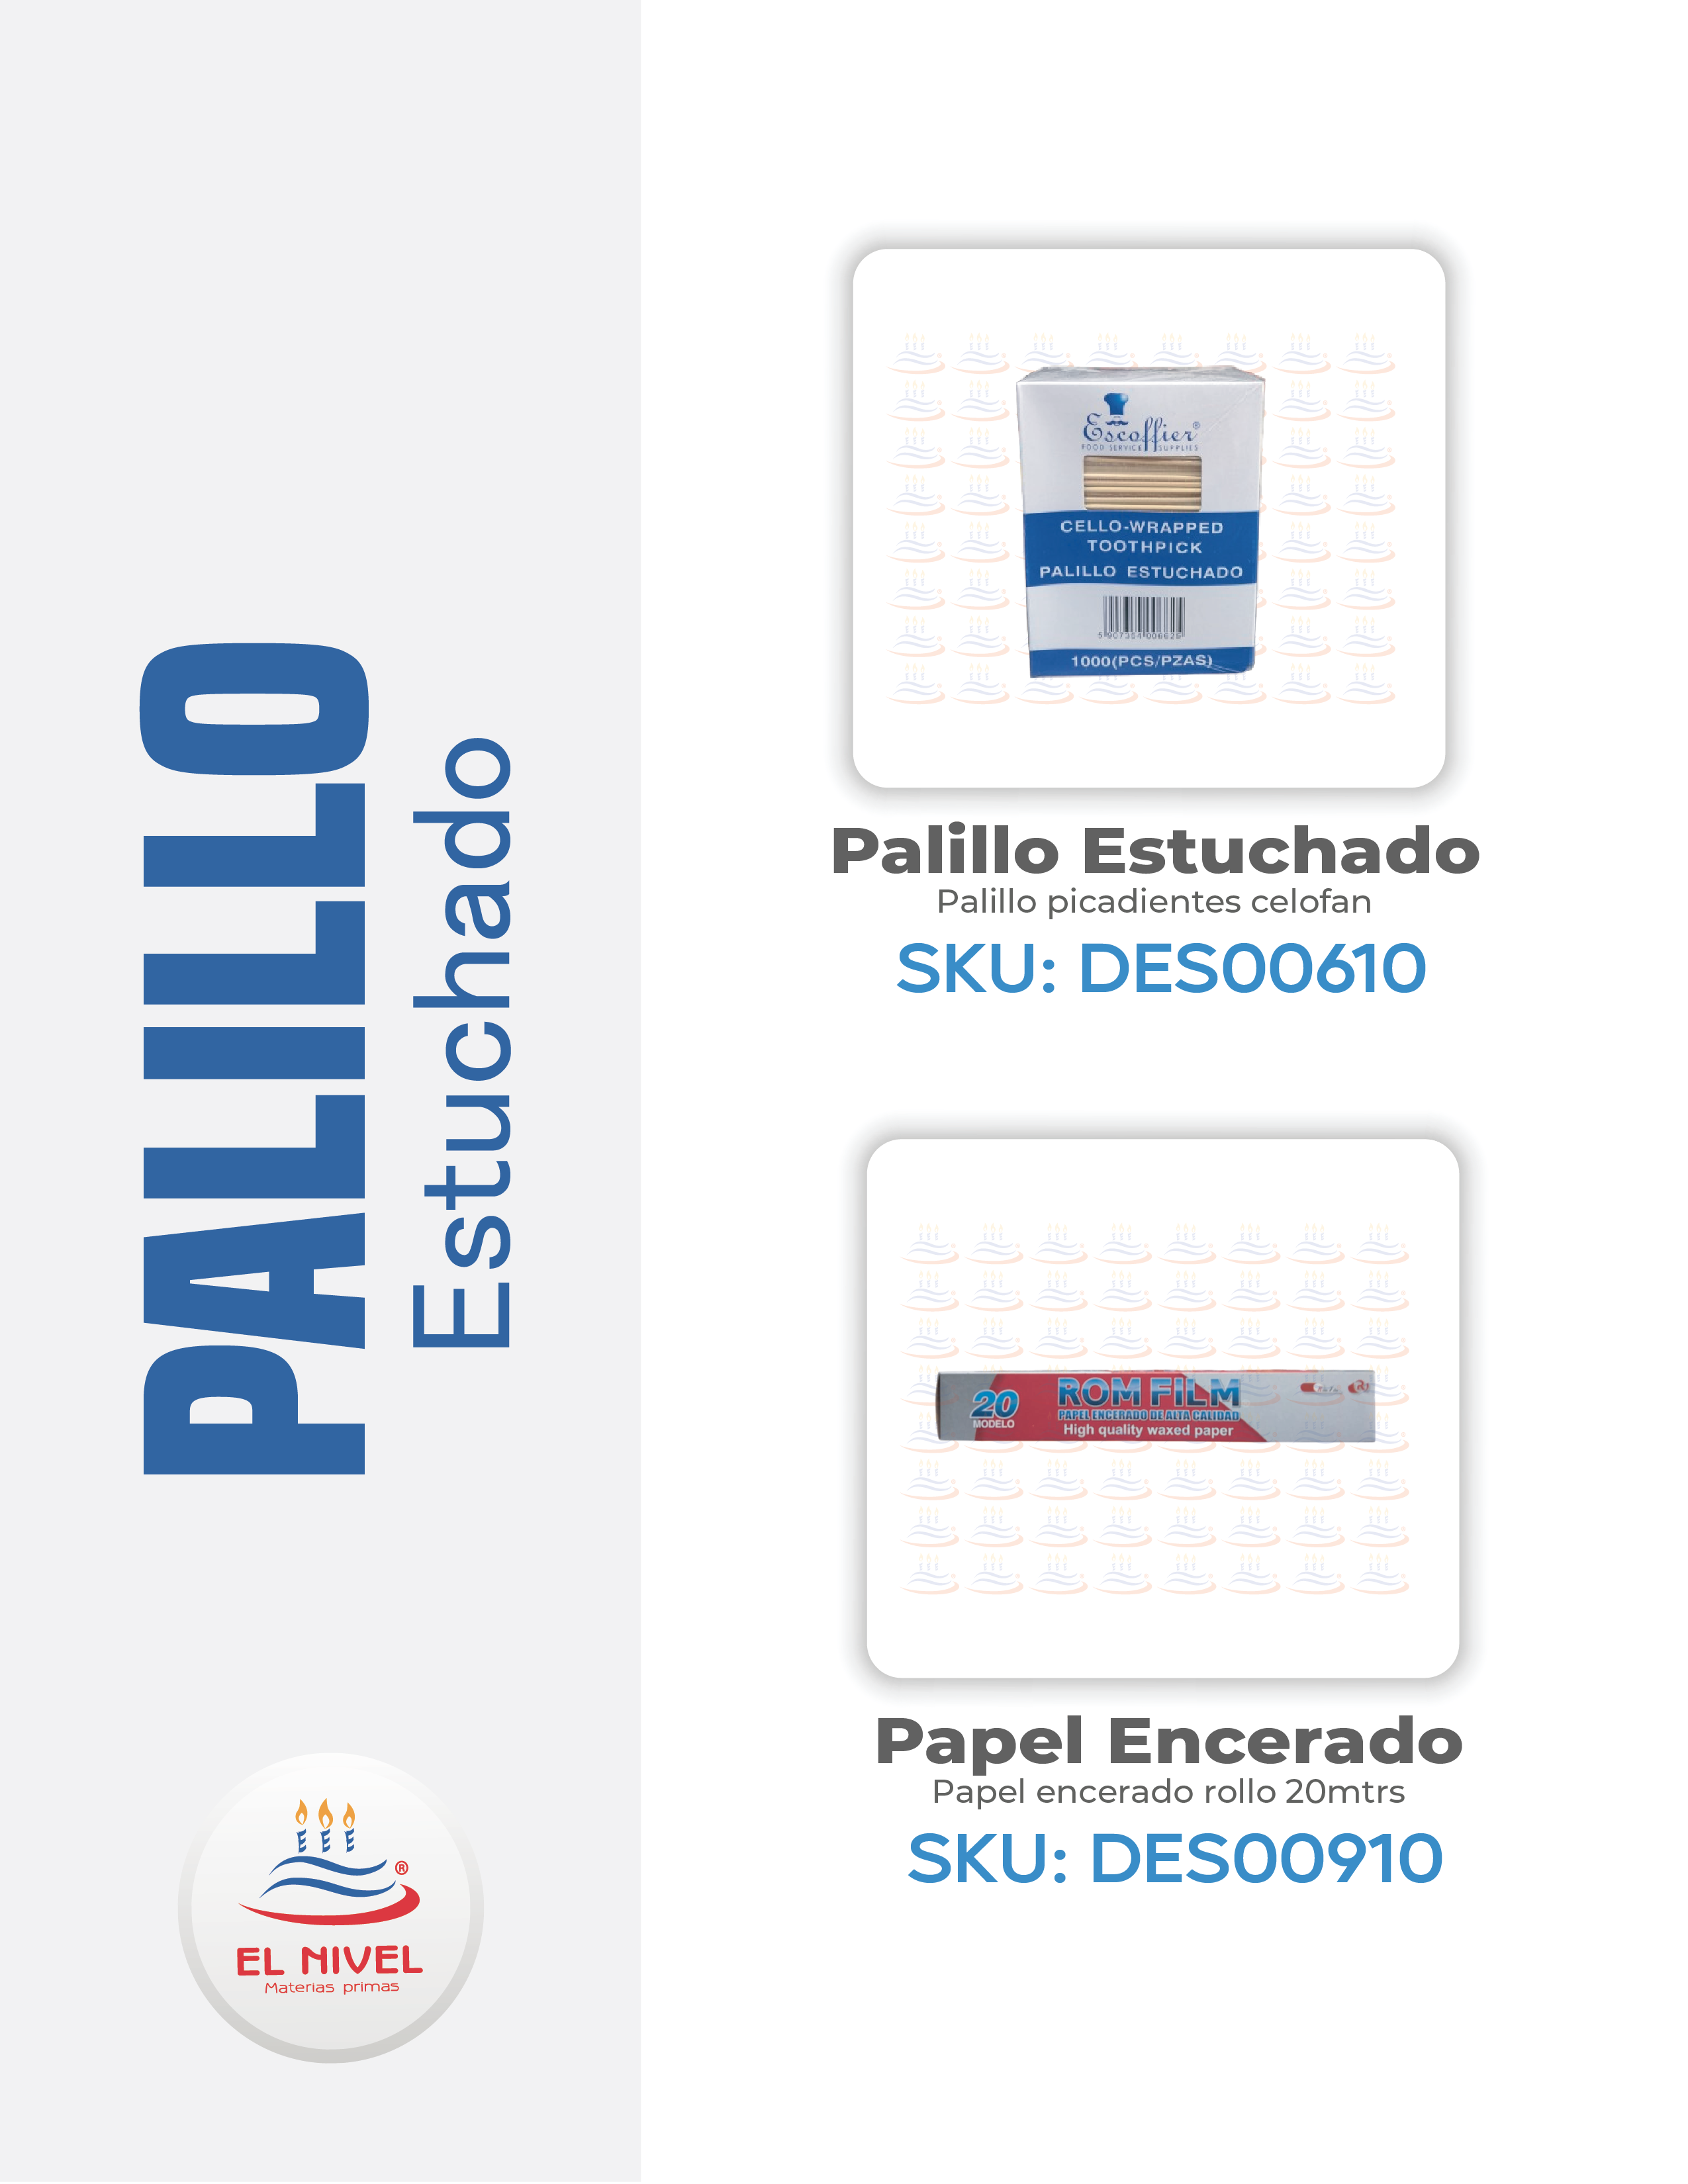 PALILLO
Estuchado
Escoffier®
FOOD SERVICE SUPPLIES
CELLO-WRAPPED
TOOTHPICK
PALILLO ESTUCHADO
1000(PCS/PZAS)
Palillo Estuchado
Palillo picadientes celofan
SKU: DES00610
20
MODELO
ROM FILM
PAPEL ENCERADO DE ALTA CALIDAD
High quality waxed paper
Papel Encerado
Papel encerado rollo 20mtrs
SKU: DES00910
®
EL NIVEL
Materias primas